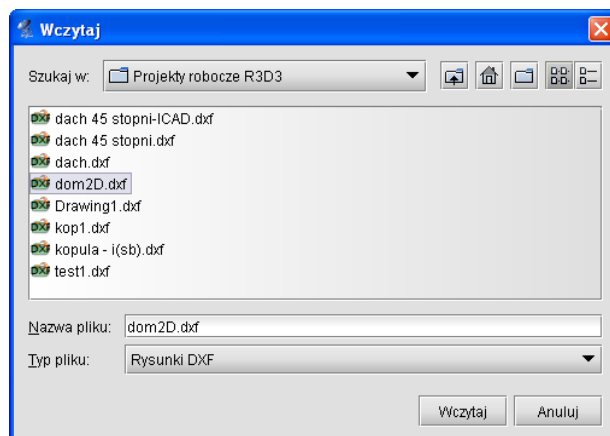 Wczytaj
Szukaj w: Projekty robocze R3D3
dach 45 stopni-ICAD.dxf
dach 45 stopni.dxf
dach.dxf
dom2D.dxf
Drawing1.dxf
kop1.dxf
kopula - i(sb).dxf
test1.dxf
Nazwa pliku: dom2D.dxf
Typ pliku: Rysunki DXF
Wczytaj Anuluj